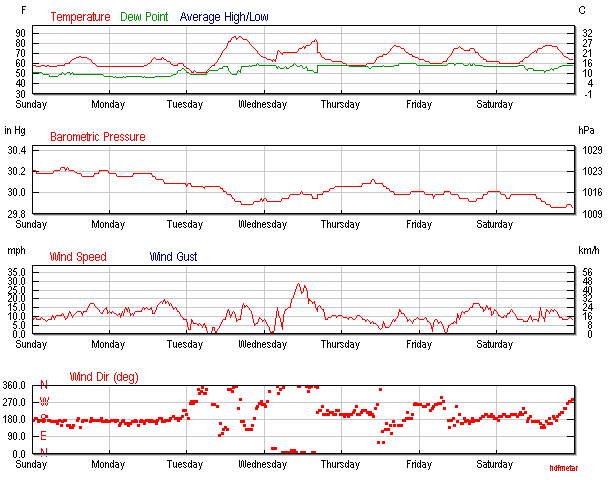 F Temperature Dew Point Average High/Low C
90 32
80 27
70 21
60 16
50 10
40 4
30 -1
Sunday Monday Tuesday Wednesday Thursday Friday Saturday
in Hg Barometric Pressure hPa
30.4 1029
30.2 1023
30.0 1016
29.8 1009
Sunday Monday Tuesday Wednesday Thursday Friday Saturday
mph Wind Speed Wind Gust km/h
35.0 56
30.0 48
25.0 40
20.0 32
15.0 24
10.0 16
5.0 8
0.0 0
Sunday Monday Tuesday Wednesday Thursday Friday Saturday
Wind Dir (deg)
360.0 N
270.0 W
180.0 S
90.0 E
0.0 N
Sunday Monday Tuesday Wednesday Thursday Friday Saturday
hdfmetar